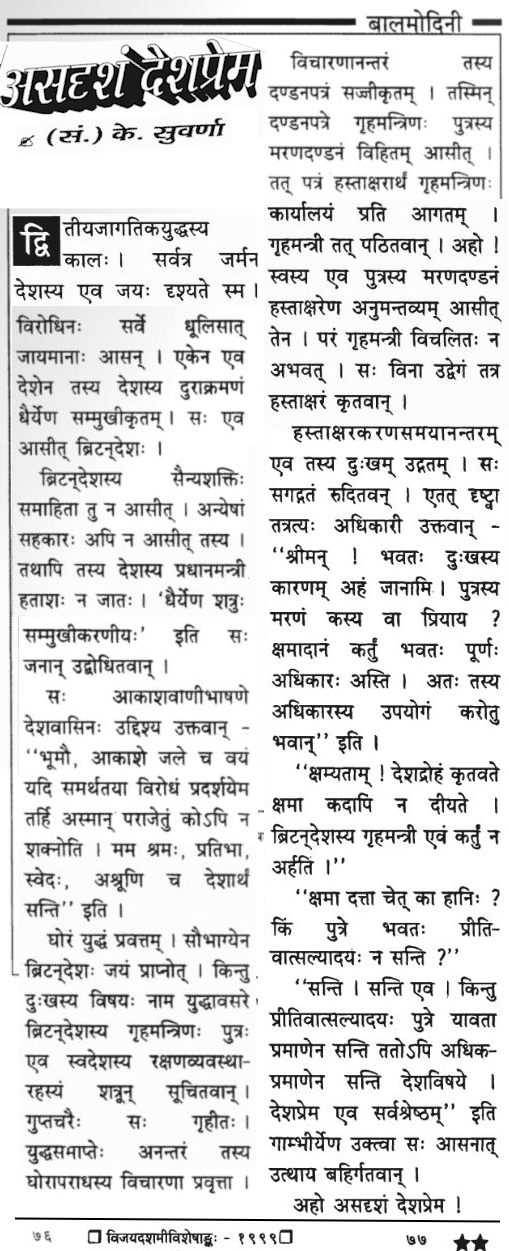 बालमोदिनी
असदृशं देशप्रेम
✍ (सं.) के. सुवर्णा
द्वितीयजागतिकयुद्धस्य
कालः । सर्वत्र जर्मन
देशस्य एव जयः दृश्यते स्म ।
विरोधिनः सर्वे धूलिसात्
जायमानाः आसन् । एकेन एव
देशेन तस्य देशस्य दुराक्रमणं
धैर्येण सम्मुखीकृतम् । सः एव
आसीत् ब्रिटन्‌देशः ।
ब्रिटन्‌देशस्य सैन्यशक्तिः
समाहिता तु न आसीत् । अन्येषां
सहकारः अपि न आसीत् तस्य ।
तथापि तस्य देशस्य प्रधानमन्त्री
हताशः न जातः । 'धैर्येण शत्रुः
सम्मुखीकरणीयः' इति सः
जनान् उद्बोधितवान् ।
सः आकाशवाणीभाषणे
देशवासिनः उद्दिश्य उक्तवान् -
''भूमौ, आकाशे जले च वयं
यदि समर्थतया विरोधं प्रदर्शयेम
तर्हि अस्मान् पराजेतुं कोऽपि न
शक्नोति । मम श्रमः, प्रतिभा,
स्वेदः, अश्रूणि च देशार्थं
सन्ति'' इति ।
घोरं युद्धं प्रवत्तम् । सौभाग्येन
ब्रिटन्‌देशः जयं प्राप्नोत् । किन्तु
दुःखस्य विषयः नाम युद्धावसरे
ब्रिटन्‌देशस्य गृहमन्त्रिणः पुत्रः
एव स्वदेशस्य रक्षणव्यवस्था-
रहस्यं शत्रून् सूचितवान् ।
गुप्तचरैः सः गृहीतः ।
युद्धसमाप्तेः अनन्तरं तस्य
घोरापराधस्य विचारणा प्रवृत्ता ।
विचारणानन्तरं तस्य
दण्डनपत्रं सज्जीकृतम् । तस्मिन्
दण्डनपत्रे गृहमन्त्रिणः पुत्रस्य
मरणदण्डनं विहितम् आसीत् ।
तत् पत्रं हस्ताक्षरार्थं गृहमन्त्रिणः
कार्यालयं प्रति आगतम् ।
गृहमन्त्री तत् पठितवान् । अहो !
स्वस्य एव पुत्रस्य मरणदण्डनं
हस्ताक्षरेण अनुमन्तव्यम् आसीत्
तेन । परं गृहमन्त्री विचलितः न
अभवत् । सः विना उद्वेगं तत्र
हस्ताक्षरं कृतवान् ।
हस्ताक्षरकरणसमयानन्तरम्
एव तस्य दुःखम् उद्गतम् । सः
सगद्गतं रुदितवन् । एतत् दृष्ट्वा
तत्रत्यः अधिकारी उक्तवान् -
''श्रीमन् ! भवतः दुःखस्य
कारणम् अहं जानामि । पुत्रस्य
मरणं कस्य वा प्रियाय ?
क्षमादानं कर्तुं भवतः पूर्णः
अधिकारः अस्ति । अतः तस्य
अधिकारस्य उपयोगं करोतु
भवान्'' इति ।
''क्षम्यताम् ! देशद्रोहं कृतवते
क्षमा कदापि न दीयते ।
ब्रिटन्‌देशस्य गृहमन्त्री एवं कर्तुं न
अर्हति ।''
''क्षमा दत्ता चेत् का हानिः ?
किं पुत्रे भवतः प्रीति-
वात्सल्यादयः न सन्ति ?''
''सन्ति । सन्ति एव । किन्तु
प्रीतिवात्सल्यादयः पुत्रे यावता
प्रमाणेन सन्ति ततोऽपि अधिक-
प्रमाणेन सन्ति देशविषये ।
देशप्रेम एव सर्वश्रेष्ठम्'' इति
गाम्भीर्येण उक्त्वा सः आसनात्
उत्थाय बहिर्गतवान् ।
अहो असदृशं देशप्रेम !
७६ ❐ विजयदशमीविशेषाङ्कः - १९९९❐ ७७ ★★